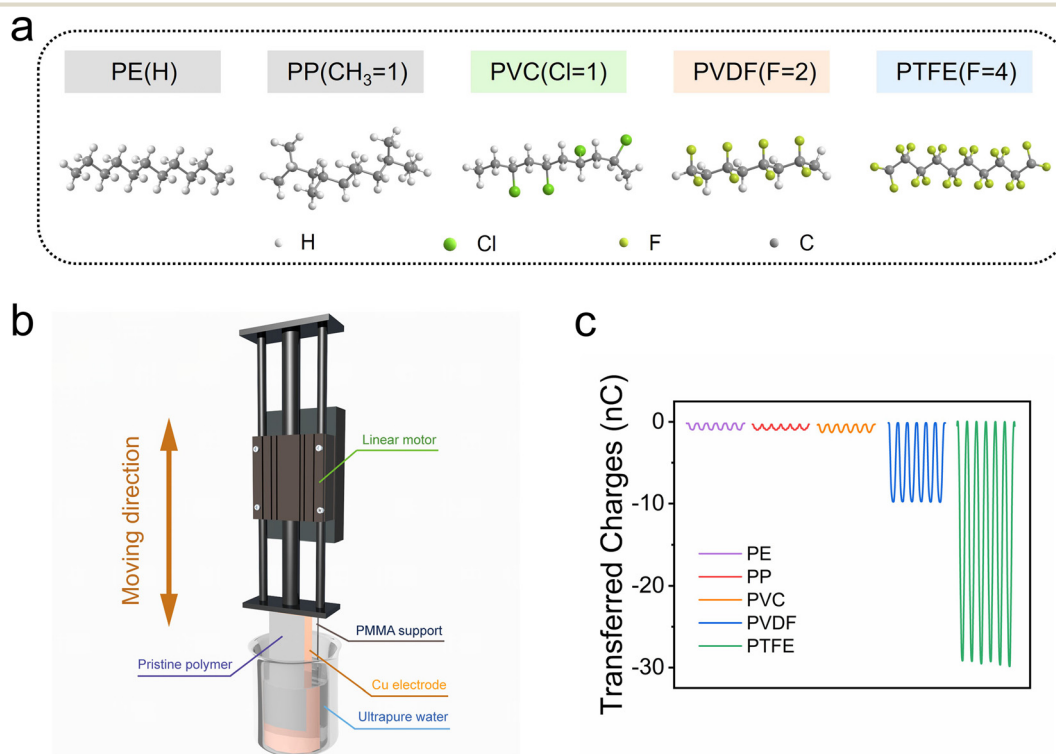 a
PE(H)
PP(CH₃=1)
PVC(Cl=1)
PVDF(F=2)
PTFE(F=4)
H
Cl
F
C
b
Moving direction
Linear motor
PMMA support
Pristine polymer
Cu electrode
Ultrapure water
c
Transferred Charges (nC)
0
-10
-20
-30
PE
PP
PVC
PVDF
PTFE